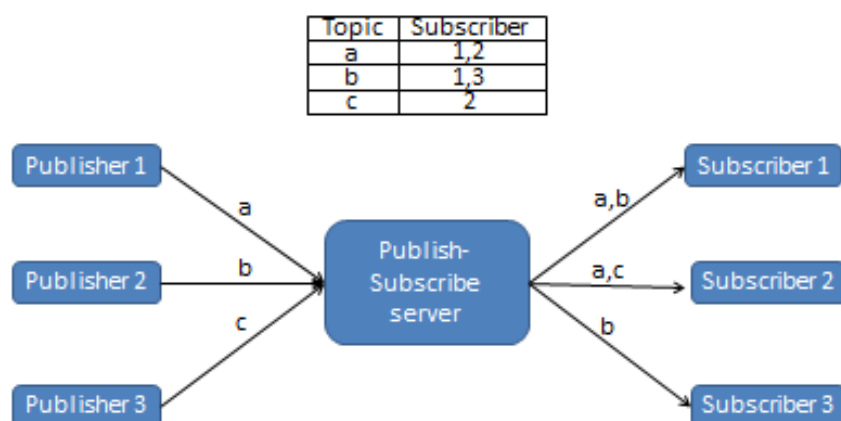 Topic Subscriber
a 1,2
b 1,3
c 2
Publisher 1
Subscriber 1
a
a,b
Publish-
Subscribe
server
Publisher 2
b
a,c
Subscriber 2
c
b
Publisher 3
Subscriber 3